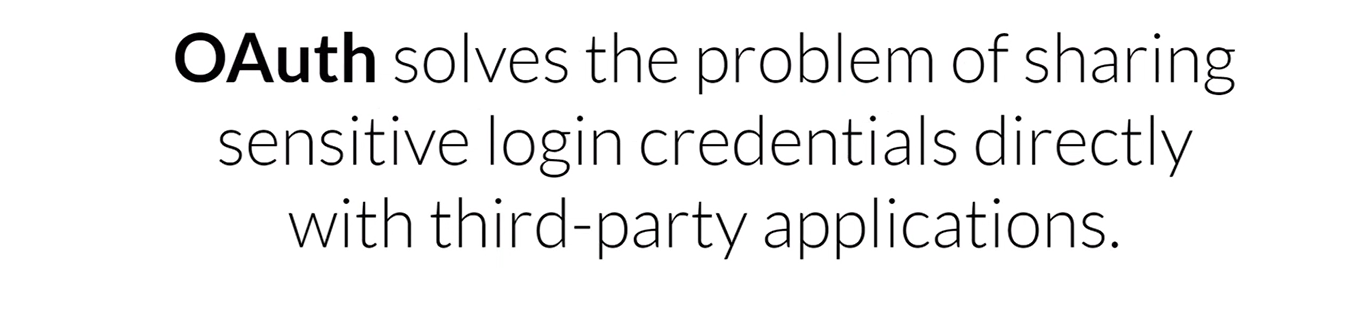 OAuth solves the problem of sharing
sensitive login credentials directly
with third-party applications.